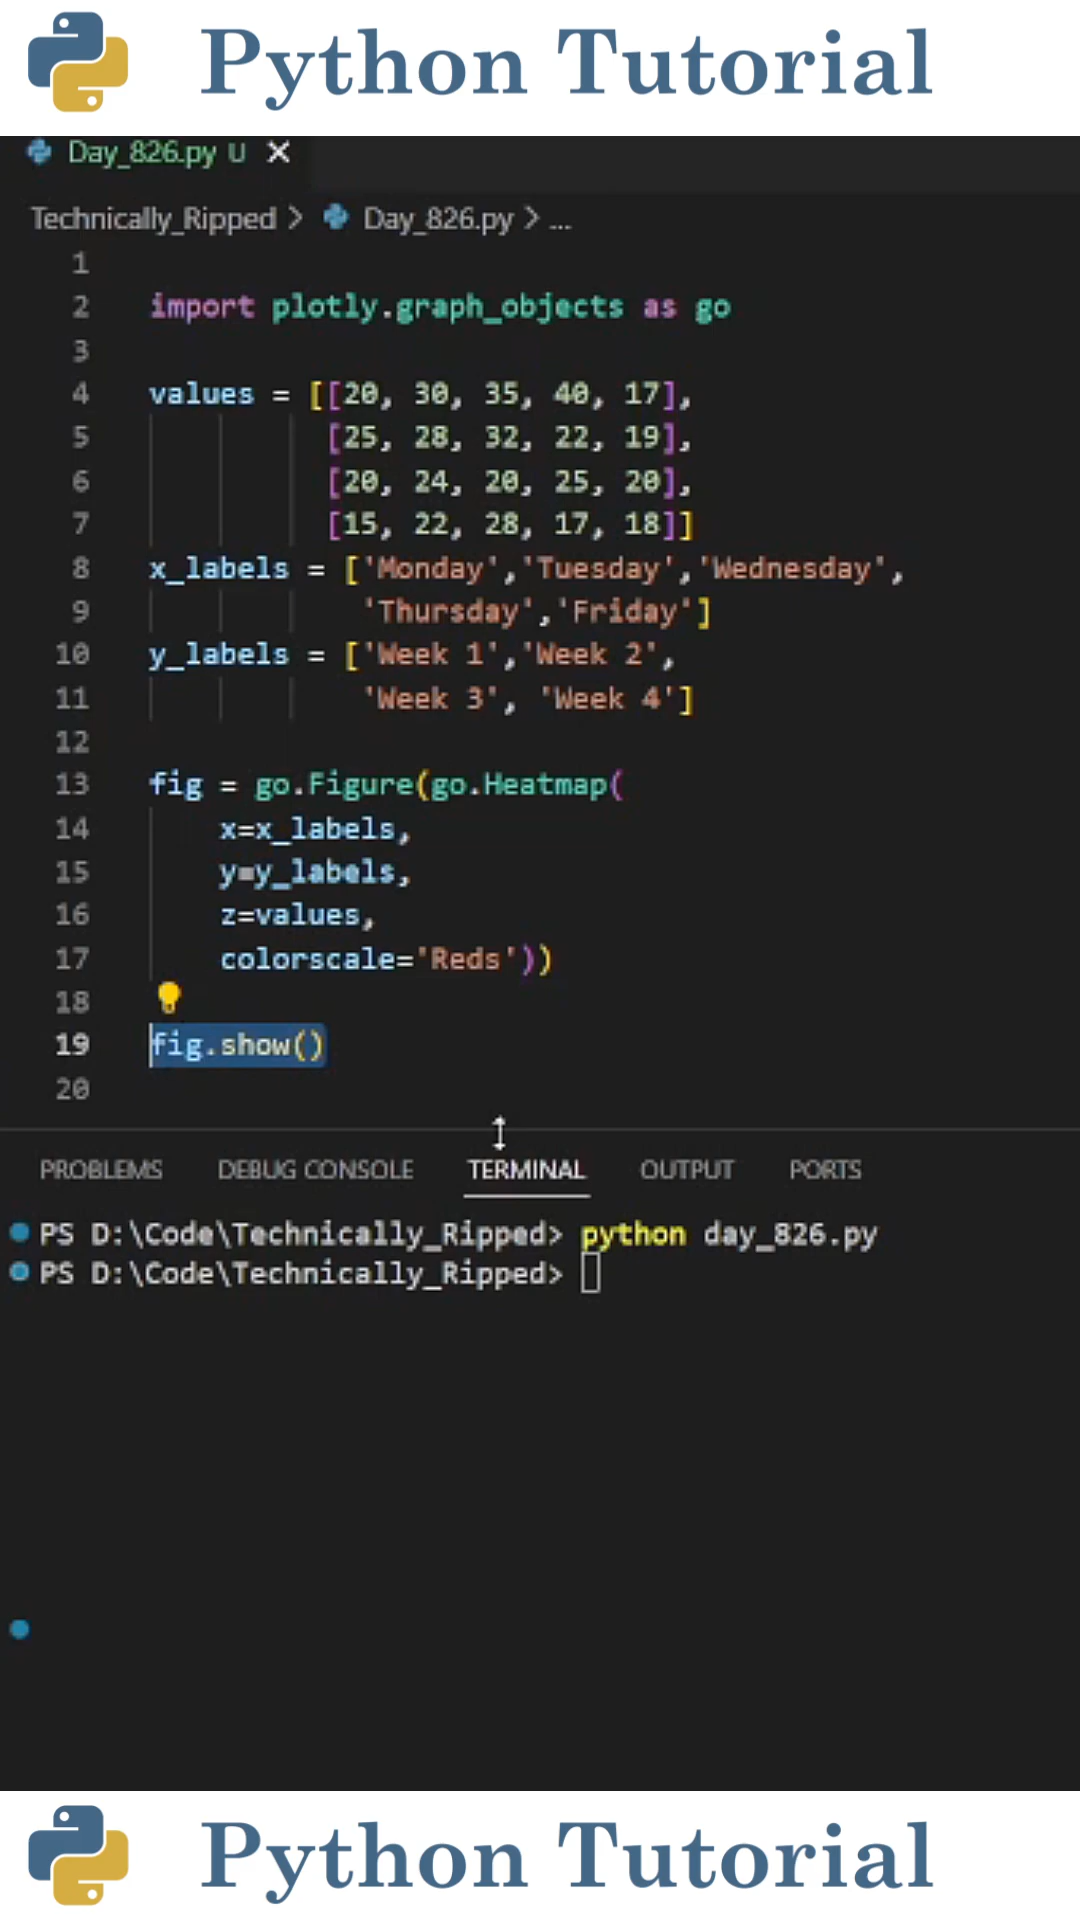 Python Tutorial
Day_826.py U
Technically_Ripped > Day_826.py > ...
1
2 import plotly.graph_objects as go
3
4 values = [[20, 30, 35, 40, 17],
5 [25, 28, 32, 22, 19],
6 [20, 24, 20, 25, 20],
7 [15, 22, 28, 17, 18]]
8 x_labels = ['Monday','Tuesday','Wednesday',
9 'Thursday','Friday']
10 y_labels = ['Week 1','Week 2',
11 'Week 3', 'Week 4']
12
13 fig = go.Figure(go.Heatmap(
14 x=x_labels,
15 y=y_labels,
16 z=values,
17 colorscale='Reds'))
18
19 fig.show()
20
PROBLEMS DEBUG CONSOLE TERMINAL OUTPUT PORTS
PS D:\Code\Technically_Ripped> python day_826.py
PS D:\Code\Technically_Ripped>
Python Tutorial